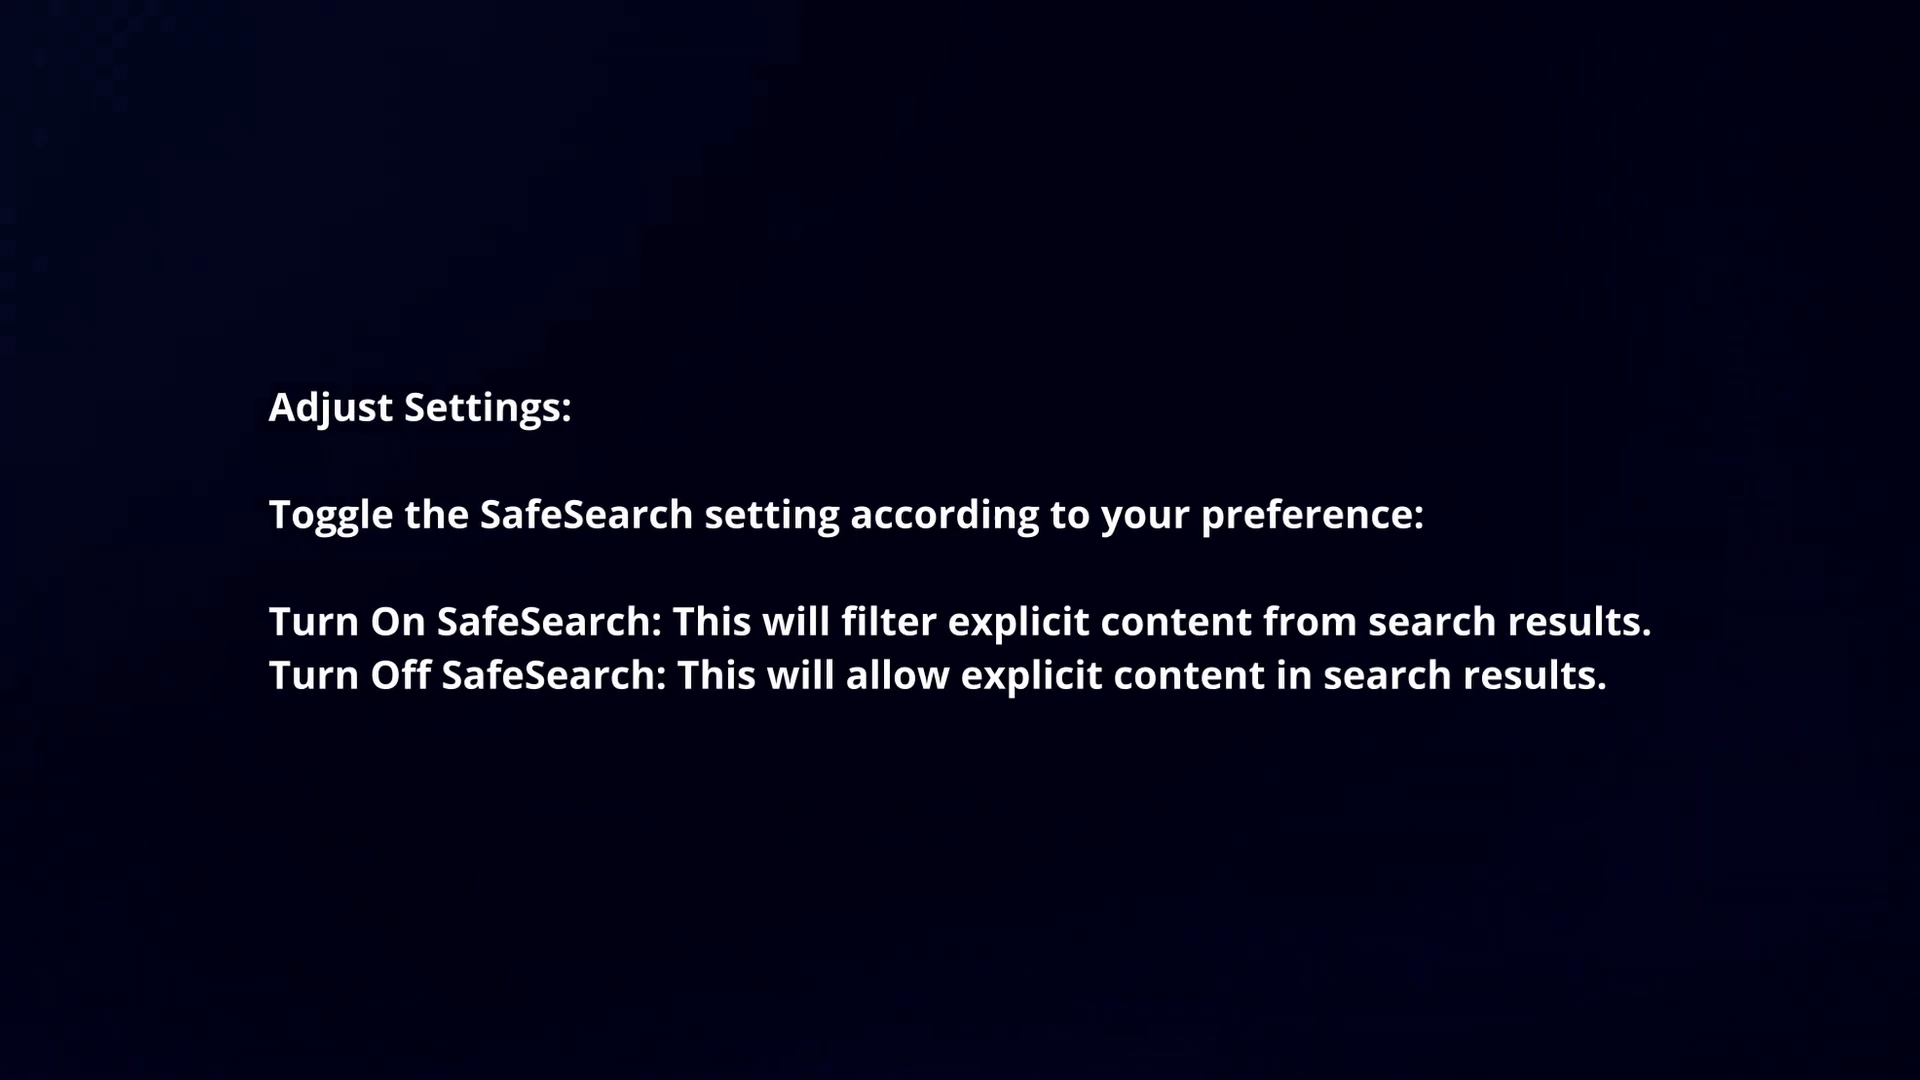 Adjust Settings:
Toggle the SafeSearch setting according to your preference:
Turn On SafeSearch: This will filter explicit content from search results.
Turn Off SafeSearch: This will allow explicit content in search results.